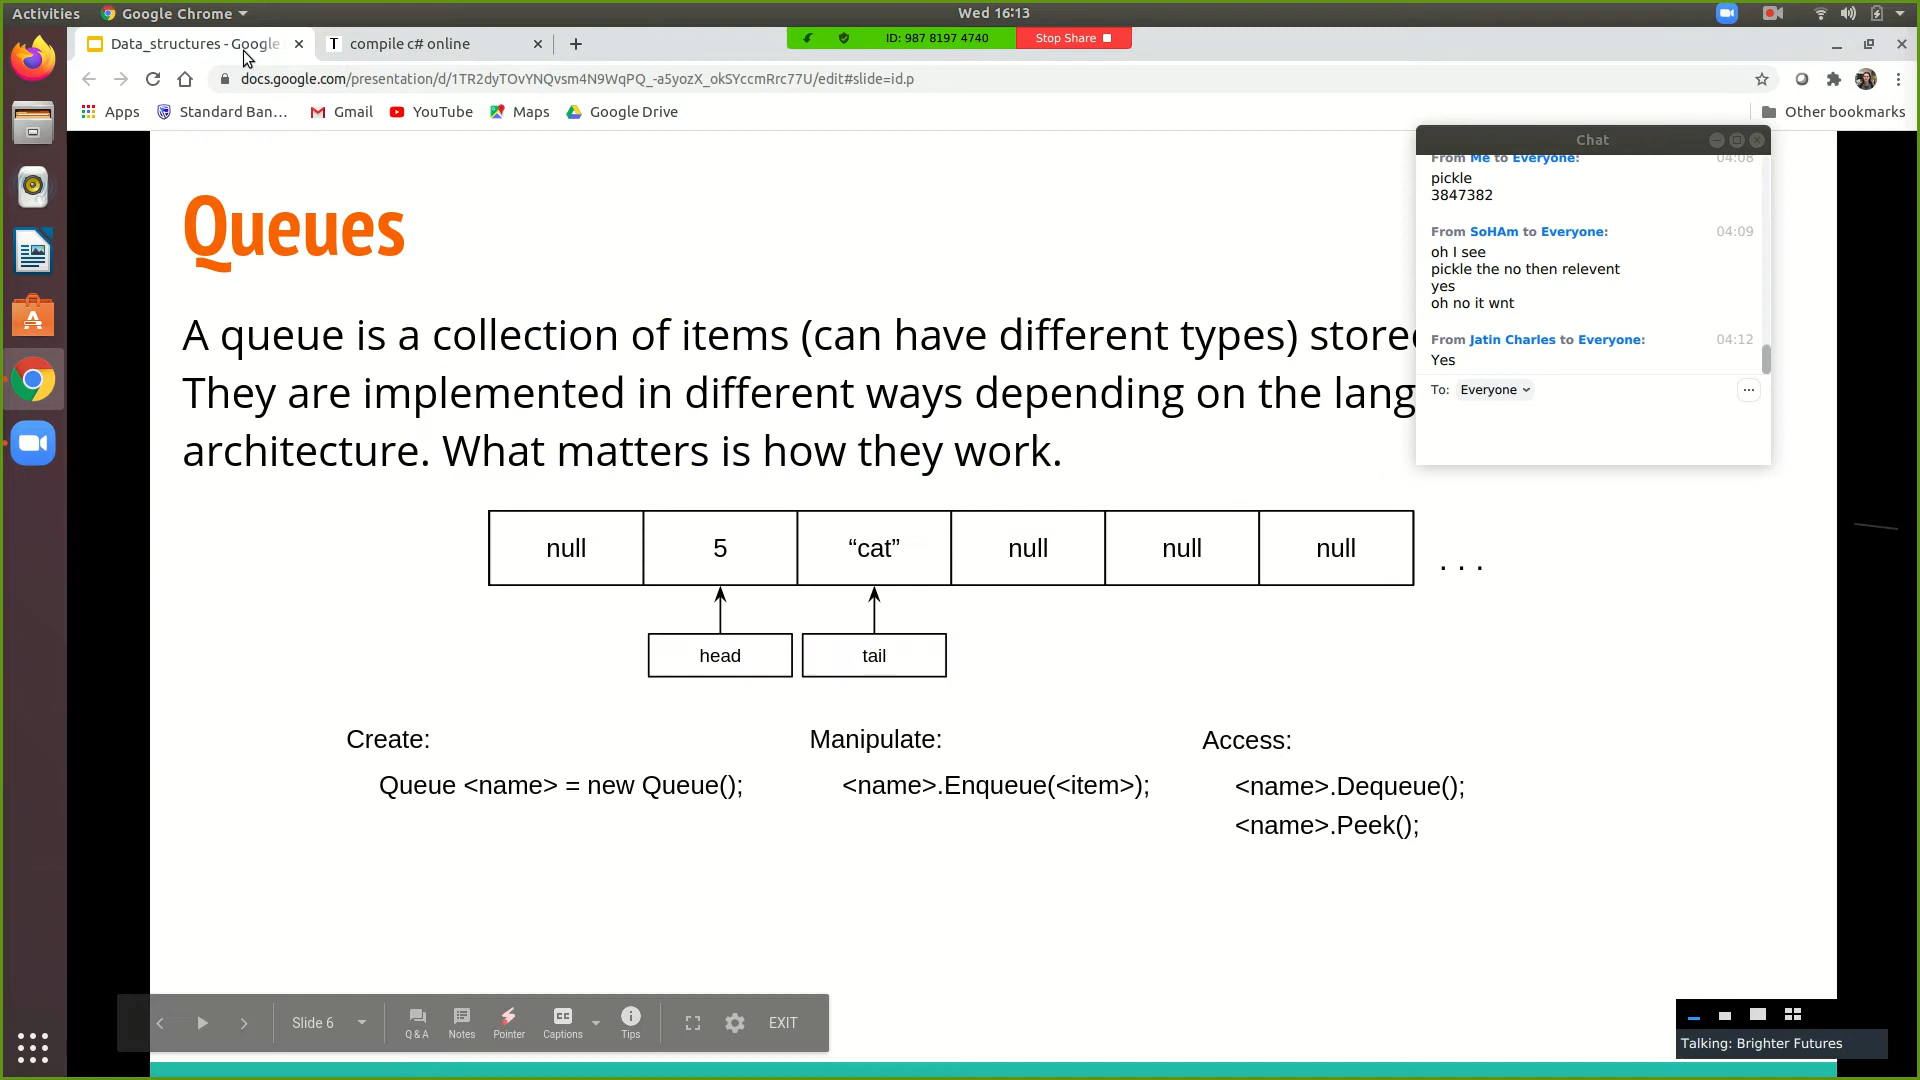 Activities
Google Chrome
Wed 16:13
Data_structures - Google
T compile c# online
ID: 987 8197 4740
Stop Share
docs.google.com/presentation/d/1TR2dyTOvYNQvsm4N9WqPQ_-a5yozX_okSYccmRrc77U/edit#slide=id.p
Apps
Standard Ban...
Gmail
YouTube
Maps
Google Drive
Other bookmarks
Queues
A queue is a collection of items (can have different types) stored
They are implemented in different ways depending on the lang
architecture. What matters is how they work.
null
5
“cat”
null
null
null
. . .
head
tail
Create:
Queue <name> = new Queue();
Manipulate:
<name>.Enqueue(<item>);
Access:
<name>.Dequeue();
<name>.Peek();
Chat
From Me to Everyone: 04:08
pickle
3847382
From SoHAm to Everyone: 04:09
oh I see
pickle the no then relevent
yes
oh no it wnt
From Jatin Charles to Everyone: 04:12
Yes
To: Everyone
Slide 6
Q & A
Notes
Pointer
Captions
Tips
EXIT
Talking: Brighter Futures